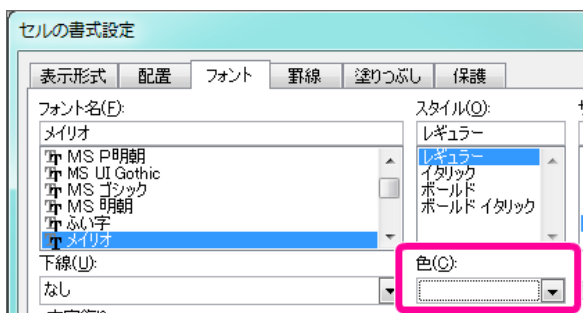 セルの書式設定
表示形式 配置 フォント 罫線 塗りつぶし 保護
フォント名(F): スタイル(O):
メイリオ レギュラー
MS P明朝 レギュラー
MS UI Gothic イタリック
MS ゴシック ボールド
MS 明朝 ボールド イタリック
ふい字
メイリオ
下線(U): 色(C):
なし